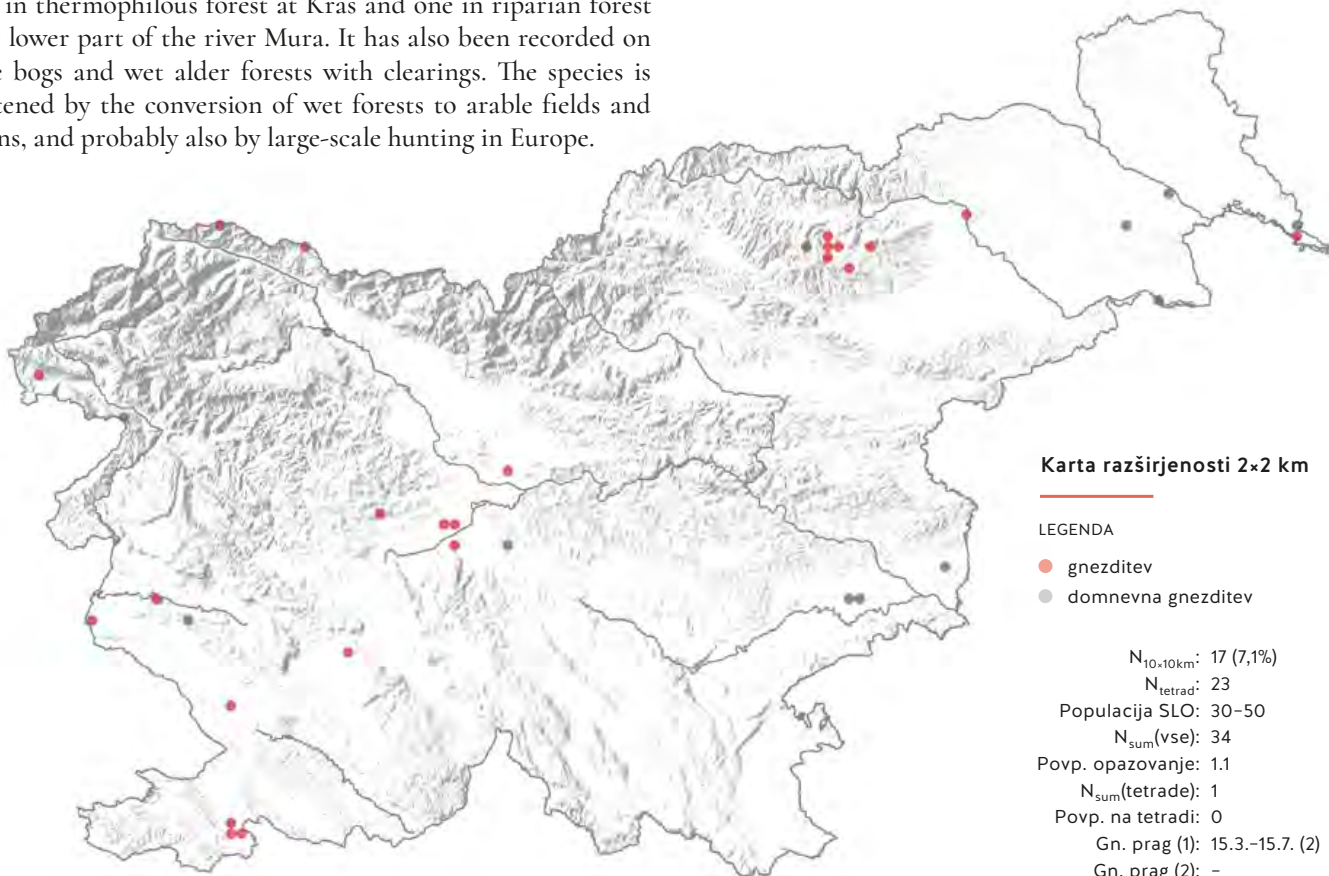 in thermophilous forest at Kras and one in riparian forest
lower part of the river Mura. It has also been recorded on
bogs and wet alder forests with clearings. The species is
by the conversion of wet forests to arable fields and
and probably also by large-scale hunting in Europe.
Karta razširjenosti 2×2 km
LEGENDA
gnezditev
domnevna gnezditev
N10×10km: 17 (7,1%)
Ntetrad: 23
Populacija SLO: 30–50
Nsum(vse): 34
Povp. opazovanje: 1.1
Nsum(tetrade): 1
Povp. na tetradi: 0
Gn. prag (1): 15.3.–15.7. (2)
Gn. prag (2): –